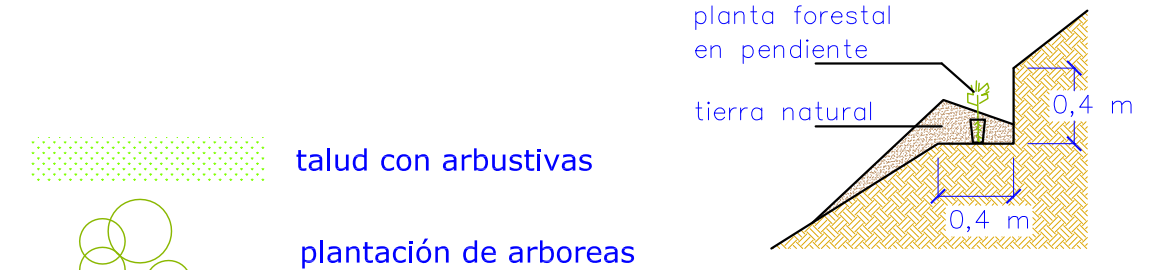 planta forestal
en pendiente
tierra natural
0,4 m
0,4 m
talud con arbustivas
plantación de arboreas